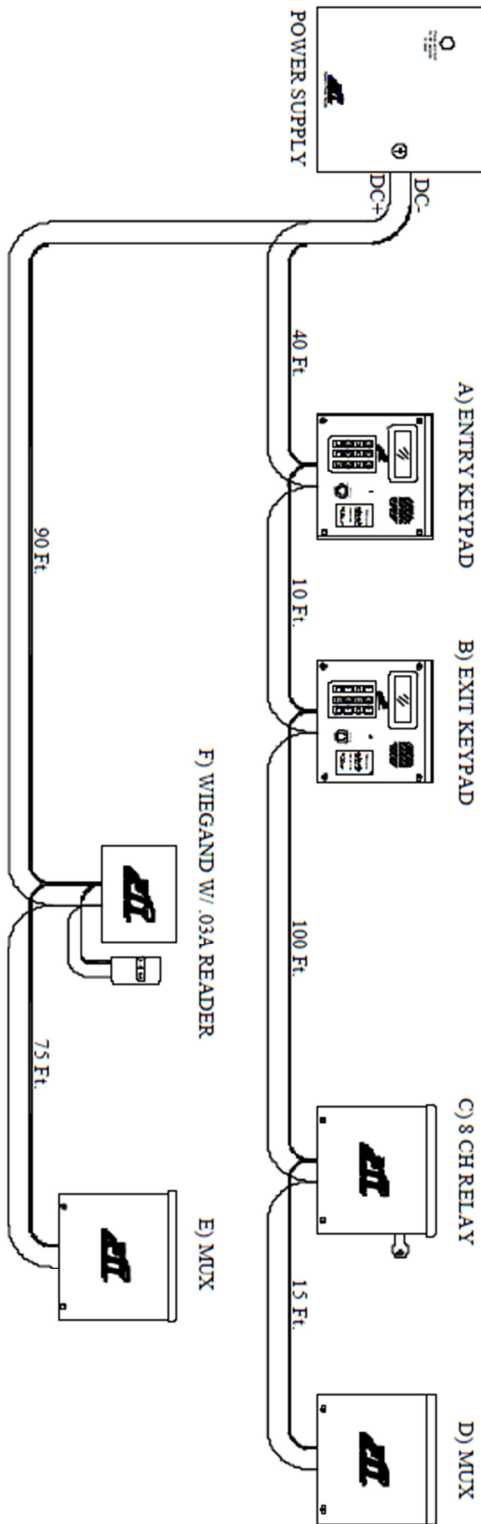 POWER SUPPLY
DC-
DC+
40 Ft.
A) ENTRY KEYPAD
10 Ft.
B) EXIT KEYPAD
100 Ft.
C) 8 CH RELAY
15 Ft.
D) MUX
90 Ft.
F) WIEGAND W/ .03A READER
75 Ft.
E) MUX